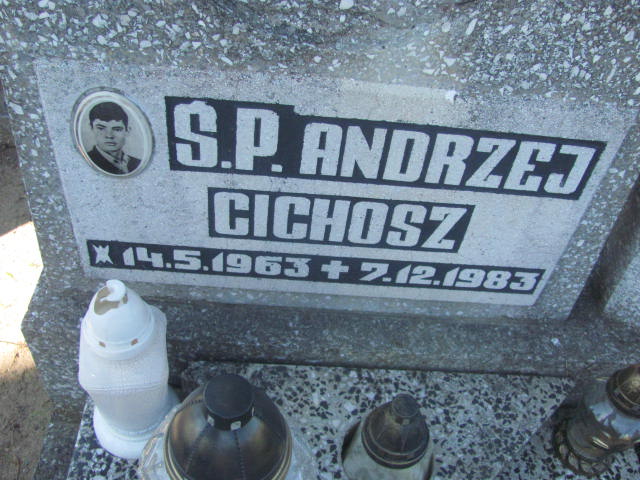 Ś.P. ANDRZEJ
CICHOSZ
* 14.5.1963 + 7.12.1983